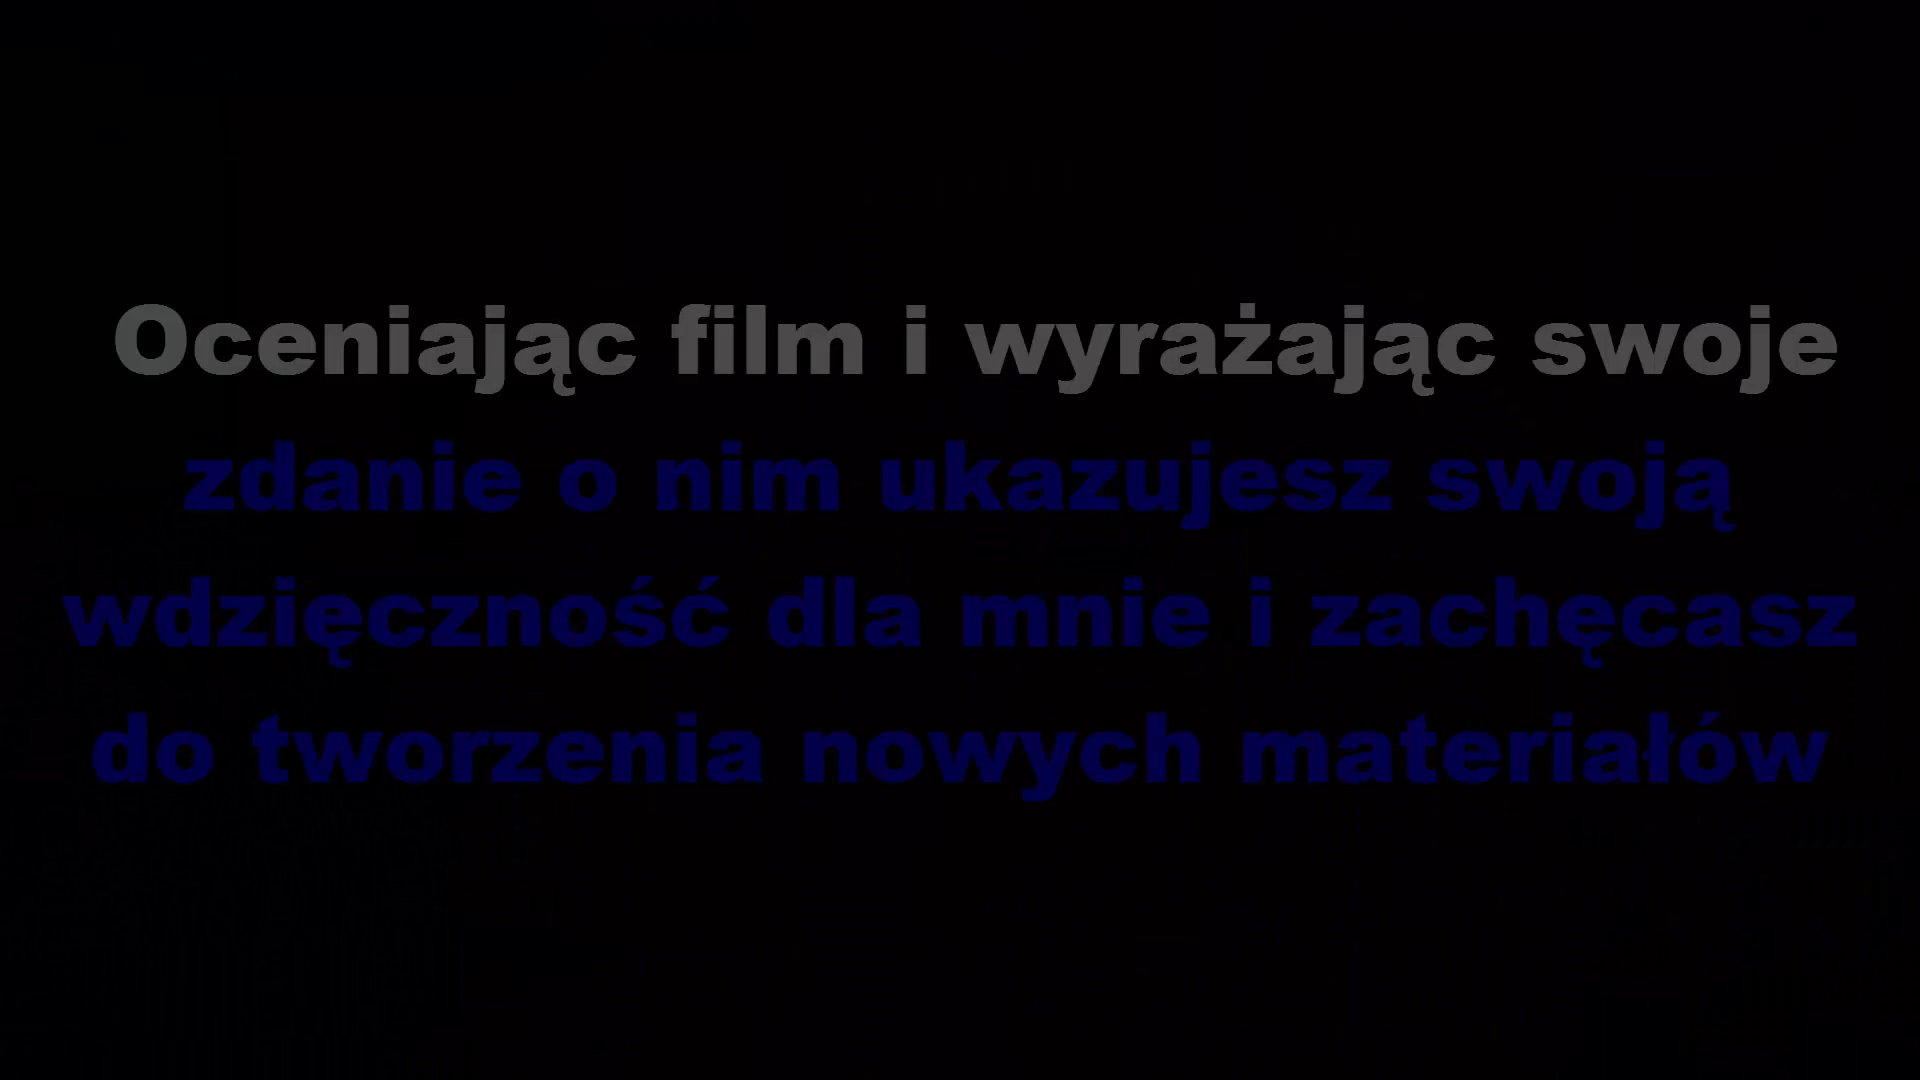 Oceniając film i wyrażając swoje
zdanie o nim ukazujesz swoją
wdzięczność dla mnie i zachęcasz
do tworzenia nowych materiałów